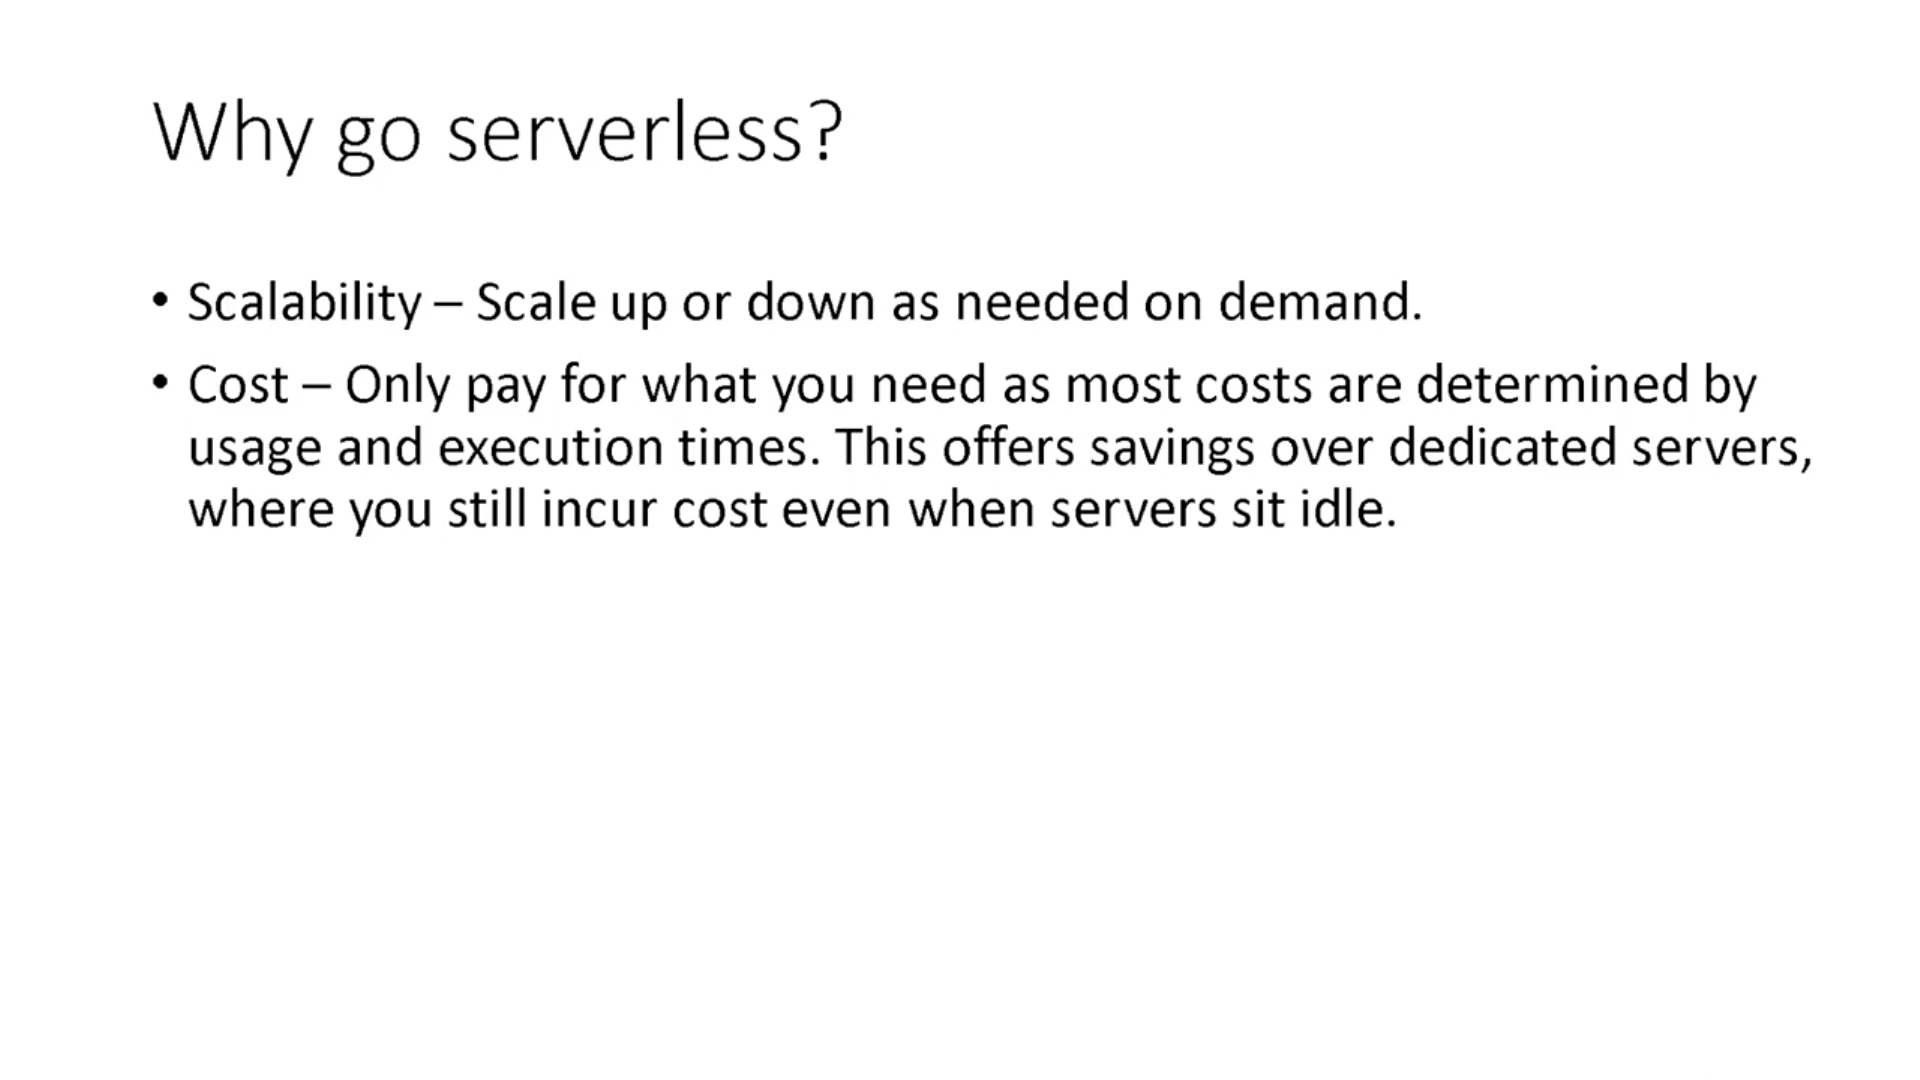 Why go serverless?
• Scalability – Scale up or down as needed on demand.
• Cost – Only pay for what you need as most costs are determined by
usage and execution times. This offers savings over dedicated servers,
where you still incur cost even when servers sit idle.